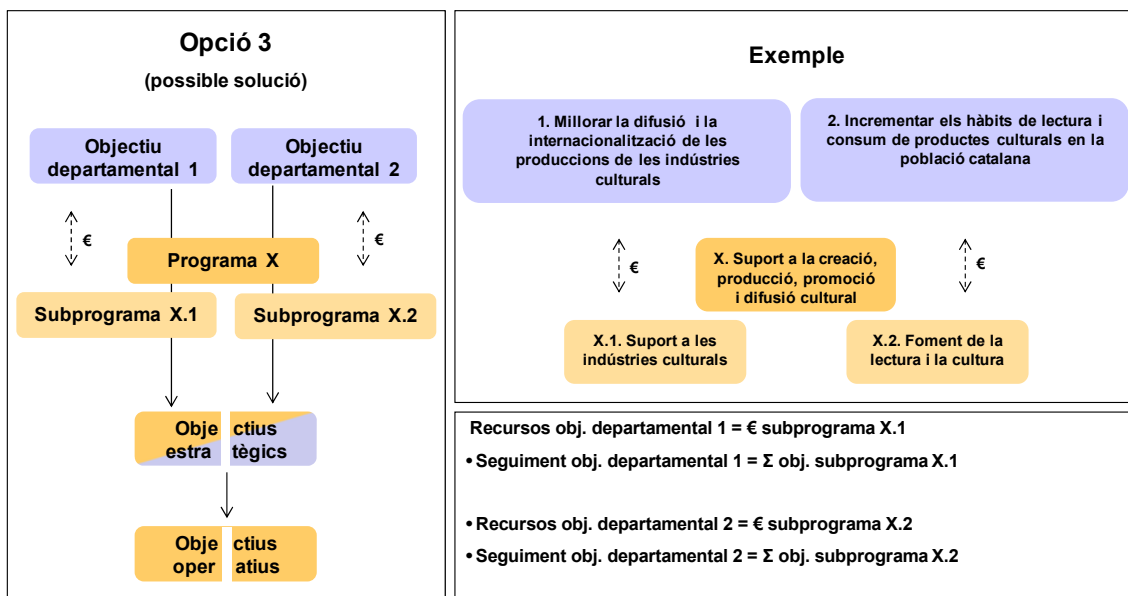 Opció 3
(possible solució)
Objectiu
departamental 1
Objectiu
departamental 2
€
€
Programa X
Subprograma X.1
Subprograma X.2
Obje ctius
estra tègics
Obje ctius
oper atius
Exemple
1. Millorar la difusió i la
internacionalització de les
produccions de les indústries
culturals
2. Incrementar els hàbits de lectura i
consum de productes culturals en la
població catalana
€
€
X. Suport a la creació,
producció, promoció
i difusió cultural
X.1. Suport a les
indústries culturals
X.2. Foment de la
lectura i la cultura
Recursos obj. departamental 1 = € subprograma X.1
• Seguiment obj. departamental 1 = Σ obj. subprograma X.1
• Recursos obj. departamental 2 = € subprograma X.2
• Seguiment obj. departamental 2 = Σ obj. subprograma X.2